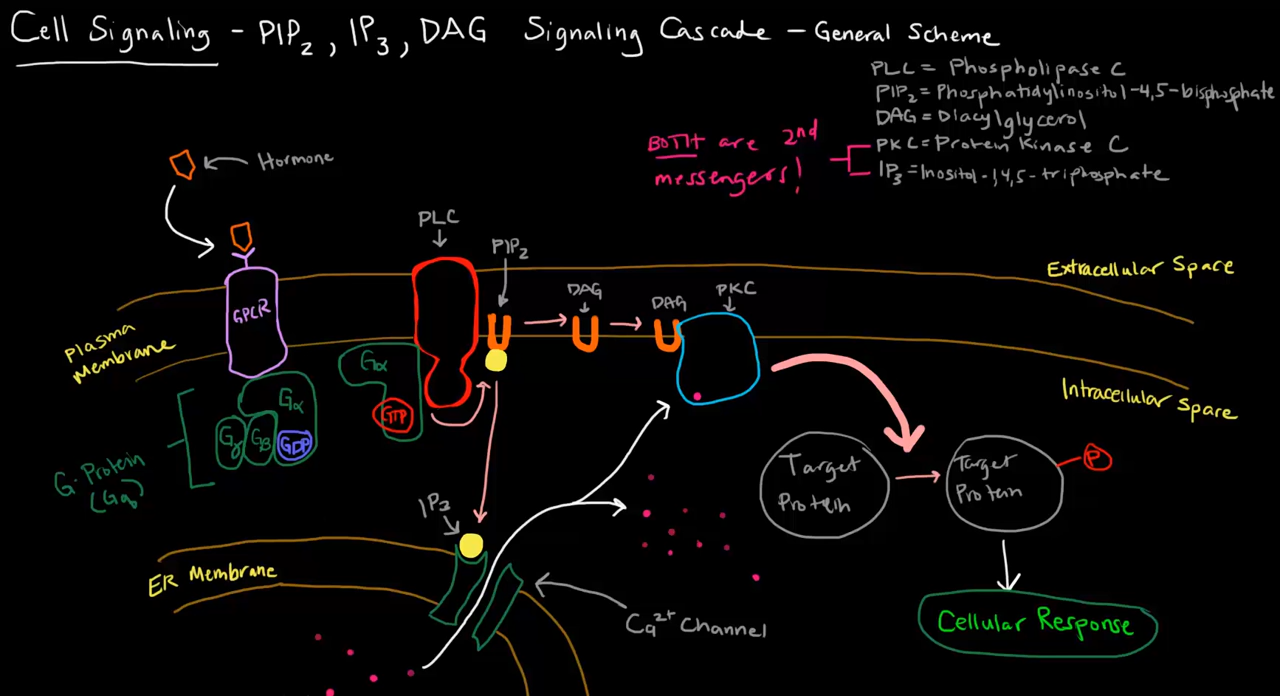 Cell Signaling - PIP₂, IP₃, DAG Signaling Cascade - General Scheme
PLC = Phospholipase C
PIP₂ = Phosphatidylinositol-4,5-bisphosphate
DAG = Diacylglycerol
PKC = Protein Kinase C
IP₃ = Inositol-1,4,5-triphosphate
BOTH are 2nd
messengers!
Hormone
PLC
PIP₂
DAG
DAG
PKC
Extracellular Space
GPCR
Plasma
Membrane
Intracellular Space
Gα
GTP
Gα
Gγ
Gβ
GDP
G-Protein
(Gq)
Target
Protein
Target
Protein
P
IP₃
ER Membrane
Ca²⁺ Channel
Cellular Response